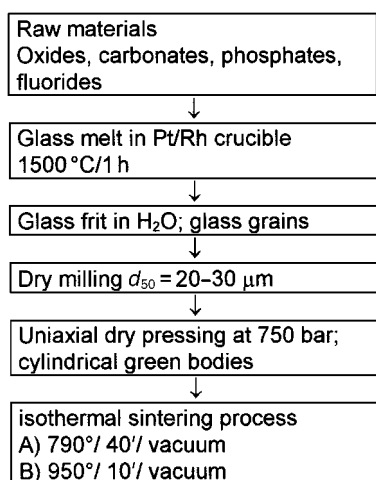 Raw materials
Oxides, carbonates, phosphates,
fluorides
↓
Glass melt in Pt/Rh crucible
1500 °C/1 h
↓
Glass frit in H₂O; glass grains
↓
Dry milling d₅₀ = 20–30 μm
↓
Uniaxial dry pressing at 750 bar;
cylindrical green bodies
↓
isothermal sintering process
A) 790°/ 40′/ vacuum
B) 950°/ 10′/ vacuum